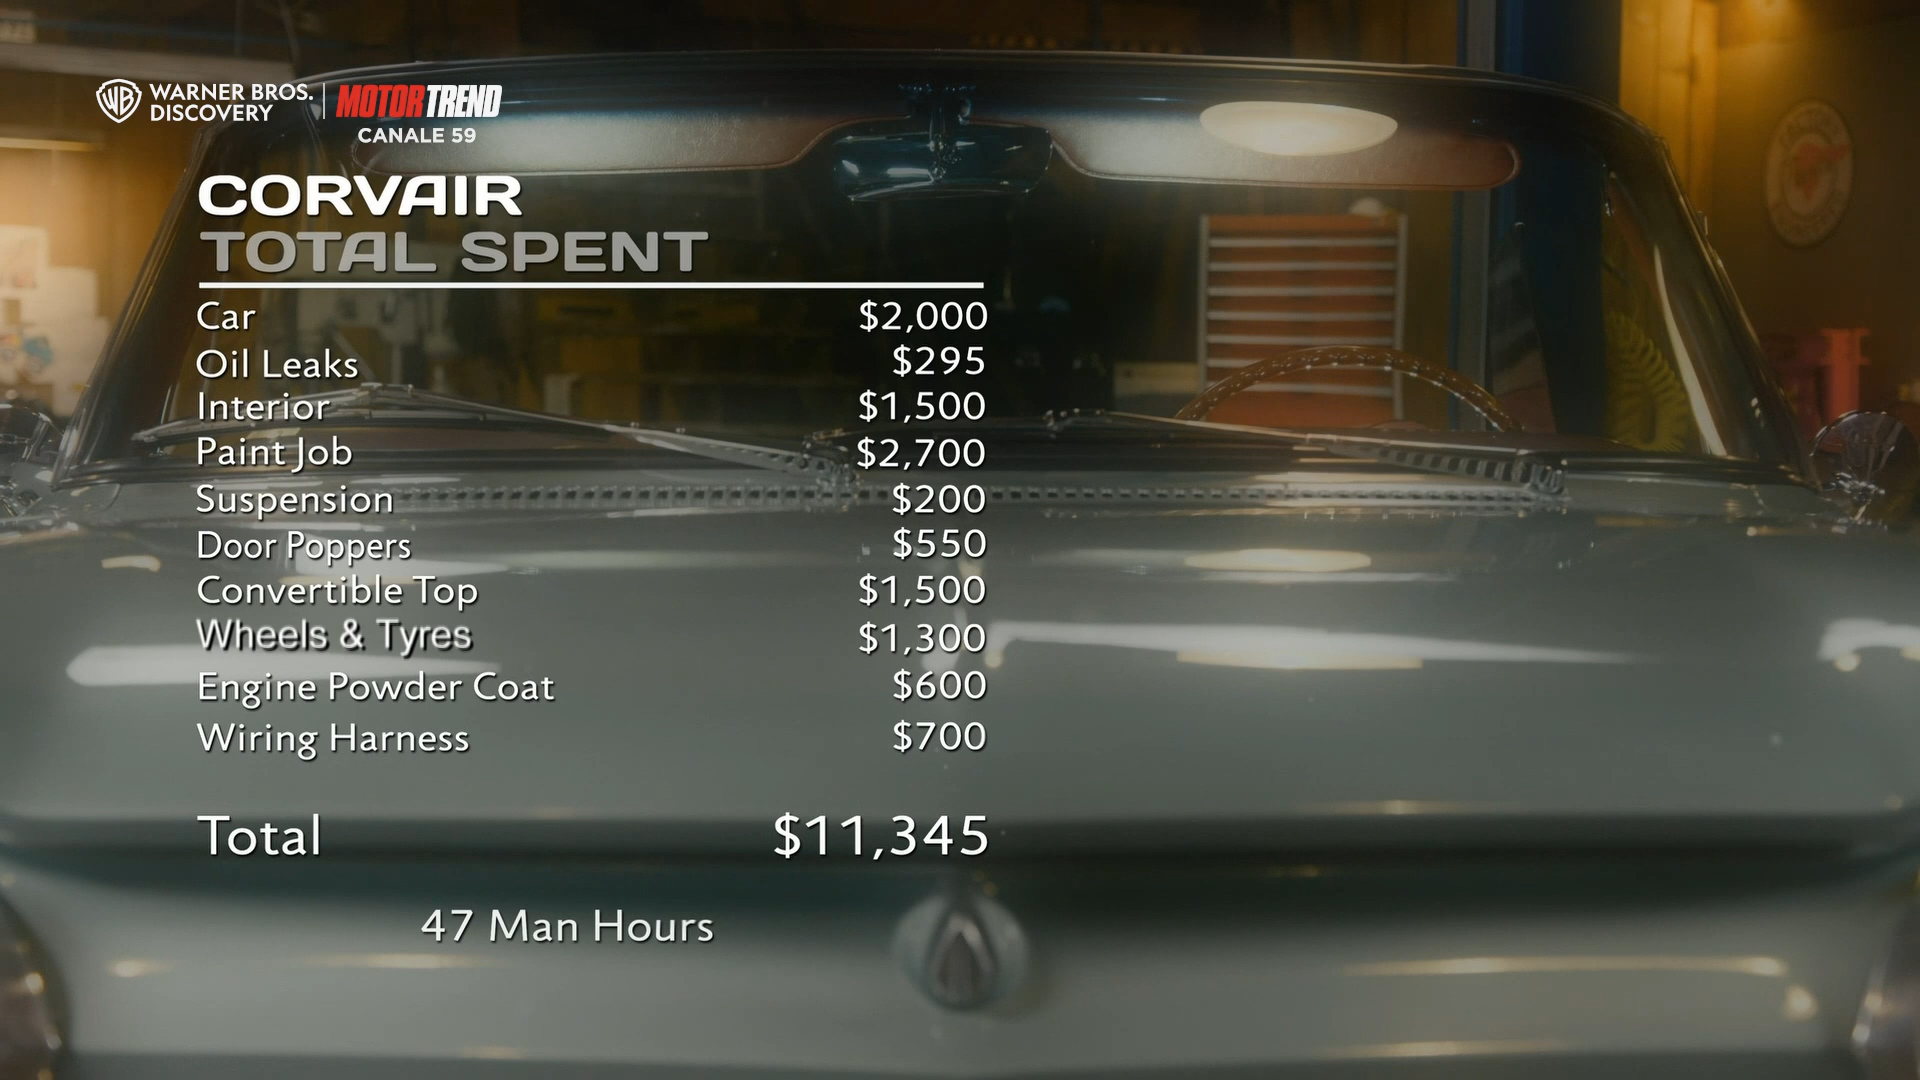 WARNER BROS. DISCOVERY
MOTORTREND
CANALE 59
CORVAIR
TOTAL SPENT
Car $2,000
Oil Leaks $295
Interior $1,500
Paint Job $2,700
Suspension $200
Door Poppers $550
Convertible Top $1,500
Wheels & Tyres $1,300
Engine Powder Coat $600
Wiring Harness $700
Total $11,345
47 Man Hours